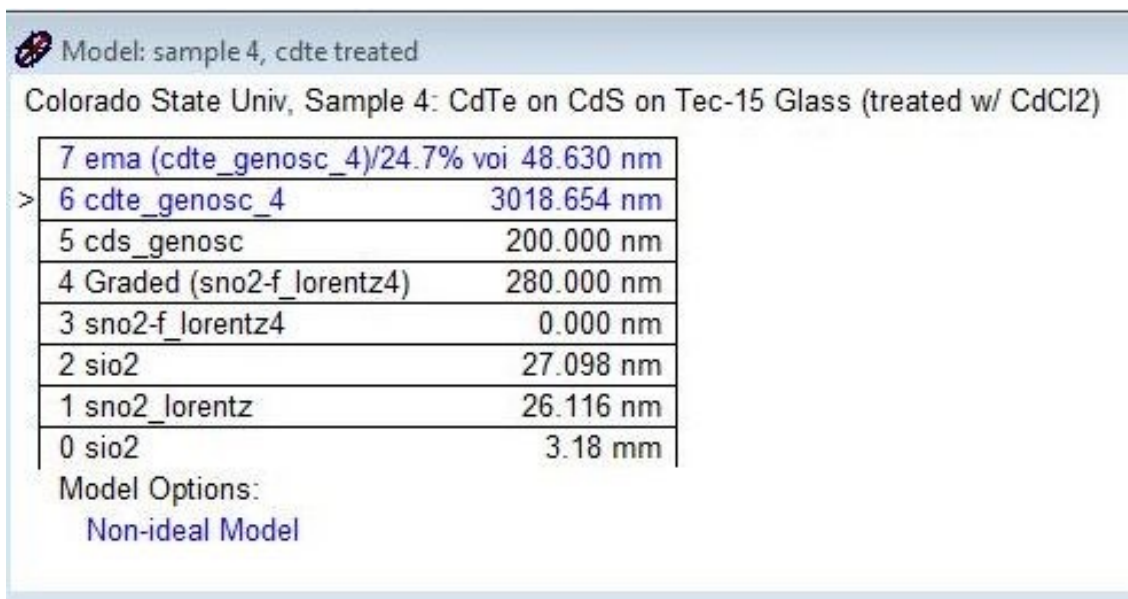 Model: sample 4, cdte treated
Colorado State Univ, Sample 4: CdTe on CdS on Tec-15 Glass (treated w/ CdCl2)
7 ema (cdte_genosc_4)/24.7% voi 48.630 nm
> 6 cdte_genosc_4 3018.654 nm
5 cds_genosc 200.000 nm
4 Graded (sno2-f_lorentz4) 280.000 nm
3 sno2-f_lorentz4 0.000 nm
2 sio2 27.098 nm
1 sno2_lorentz 26.116 nm
0 sio2 3.18 mm
Model Options:
Non-ideal Model